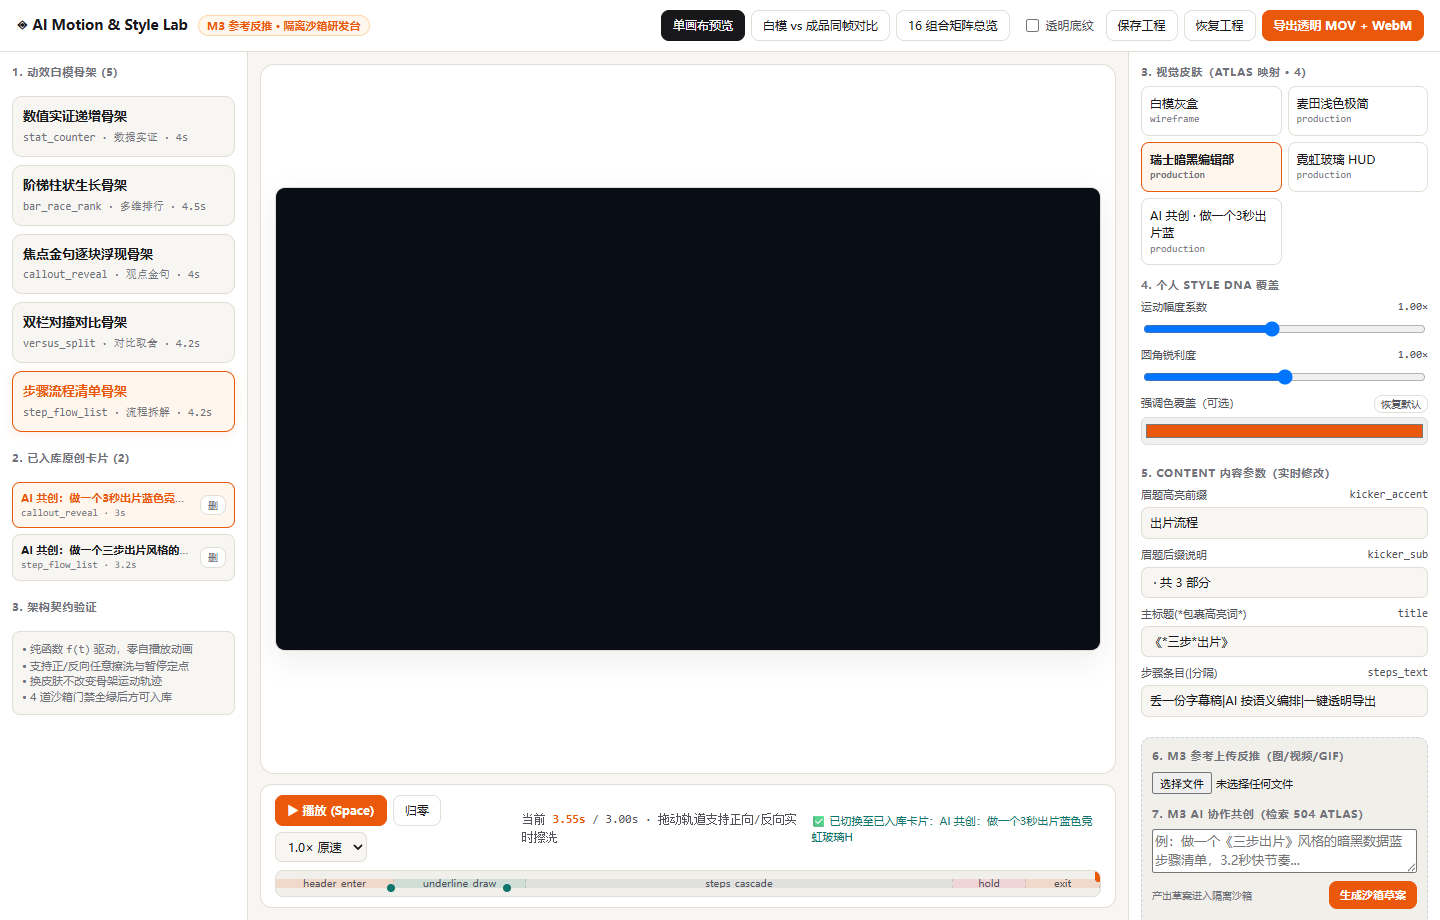 ◈ AI Motion & Style Lab
M3 参考反推 • 隔离沙箱研发台
单画布预览
白模 vs 成品同帧对比
16 组合矩阵总览
透明底纹
保存工程
恢复工程
导出透明 MOV + WebM
1. 动效白模骨架 (5)
数值实证递增骨架
stat_counter · 数据实证 · 4s
阶梯柱状生长骨架
bar_race_rank · 多维排行 · 4.5s
焦点金句逐块浮现骨架
callout_reveal · 观点金句 · 4s
双栏对撞对比骨架
versus_split · 对比取舍 · 4.2s
步骤流程清单骨架
step_flow_list · 流程拆解 · 4.2s
2. 已入库原创卡片 (2)
AI 共创：做一个3秒出片蓝色霓...
callout_reveal · 3s
删
AI 共创：做一个三步出片风格的...
step_flow_list · 3.2s
删
3. 架构契约验证
• 纯函数 f(t) 驱动，零自播放动画
• 支持正/反向任意擦洗与暂停定点
• 换皮肤不改变骨架运动轨迹
• 4 道沙箱门禁全绿后方可入库
▶ 播放 (Space)
归零
1.0× 原速
当前 3.55s / 3.00s · 拖动轨道支持正向/反向实
时擦洗
✅ 已切换至已入库卡片：AI 共创：做一个3秒出片蓝色霓
虹玻璃H
header enter
underline draw
steps cascade
hold
exit
3. 视觉皮肤（ATLAS 映射 • 4）
白模灰盒
wireframe
麦田浅色极简
production
瑞士暗黑编辑部
production
霓虹玻璃 HUD
production
AI 共创 · 做一个3秒出
片蓝
production
4. 个人 STYLE DNA 覆盖
运动幅度系数
1.00×
圆角锐利度
1.00×
强调色覆盖（可选）
恢复默认
5. CONTENT 内容参数（实时修改）
眉题高亮前缀
kicker_accent
出片流程
眉题后缀说明
kicker_sub
· 共 3 部分
主标题(*包裹高亮词*)
title
《*三步*出片》
步骤条目(|分隔)
steps_text
丢一份字幕稿|AI 按语义编排|一键透明导出
6. M3 参考上传反推（图/视频/GIF）
选择文件
未选择任何文件
7. M3 AI 协作共创（检索 504 ATLAS）
例：做一个《三步出片》风格的暗黑数据蓝
步骤清单，3.2秒快节奏...
产出草案进入隔离沙箱
生成沙箱草案